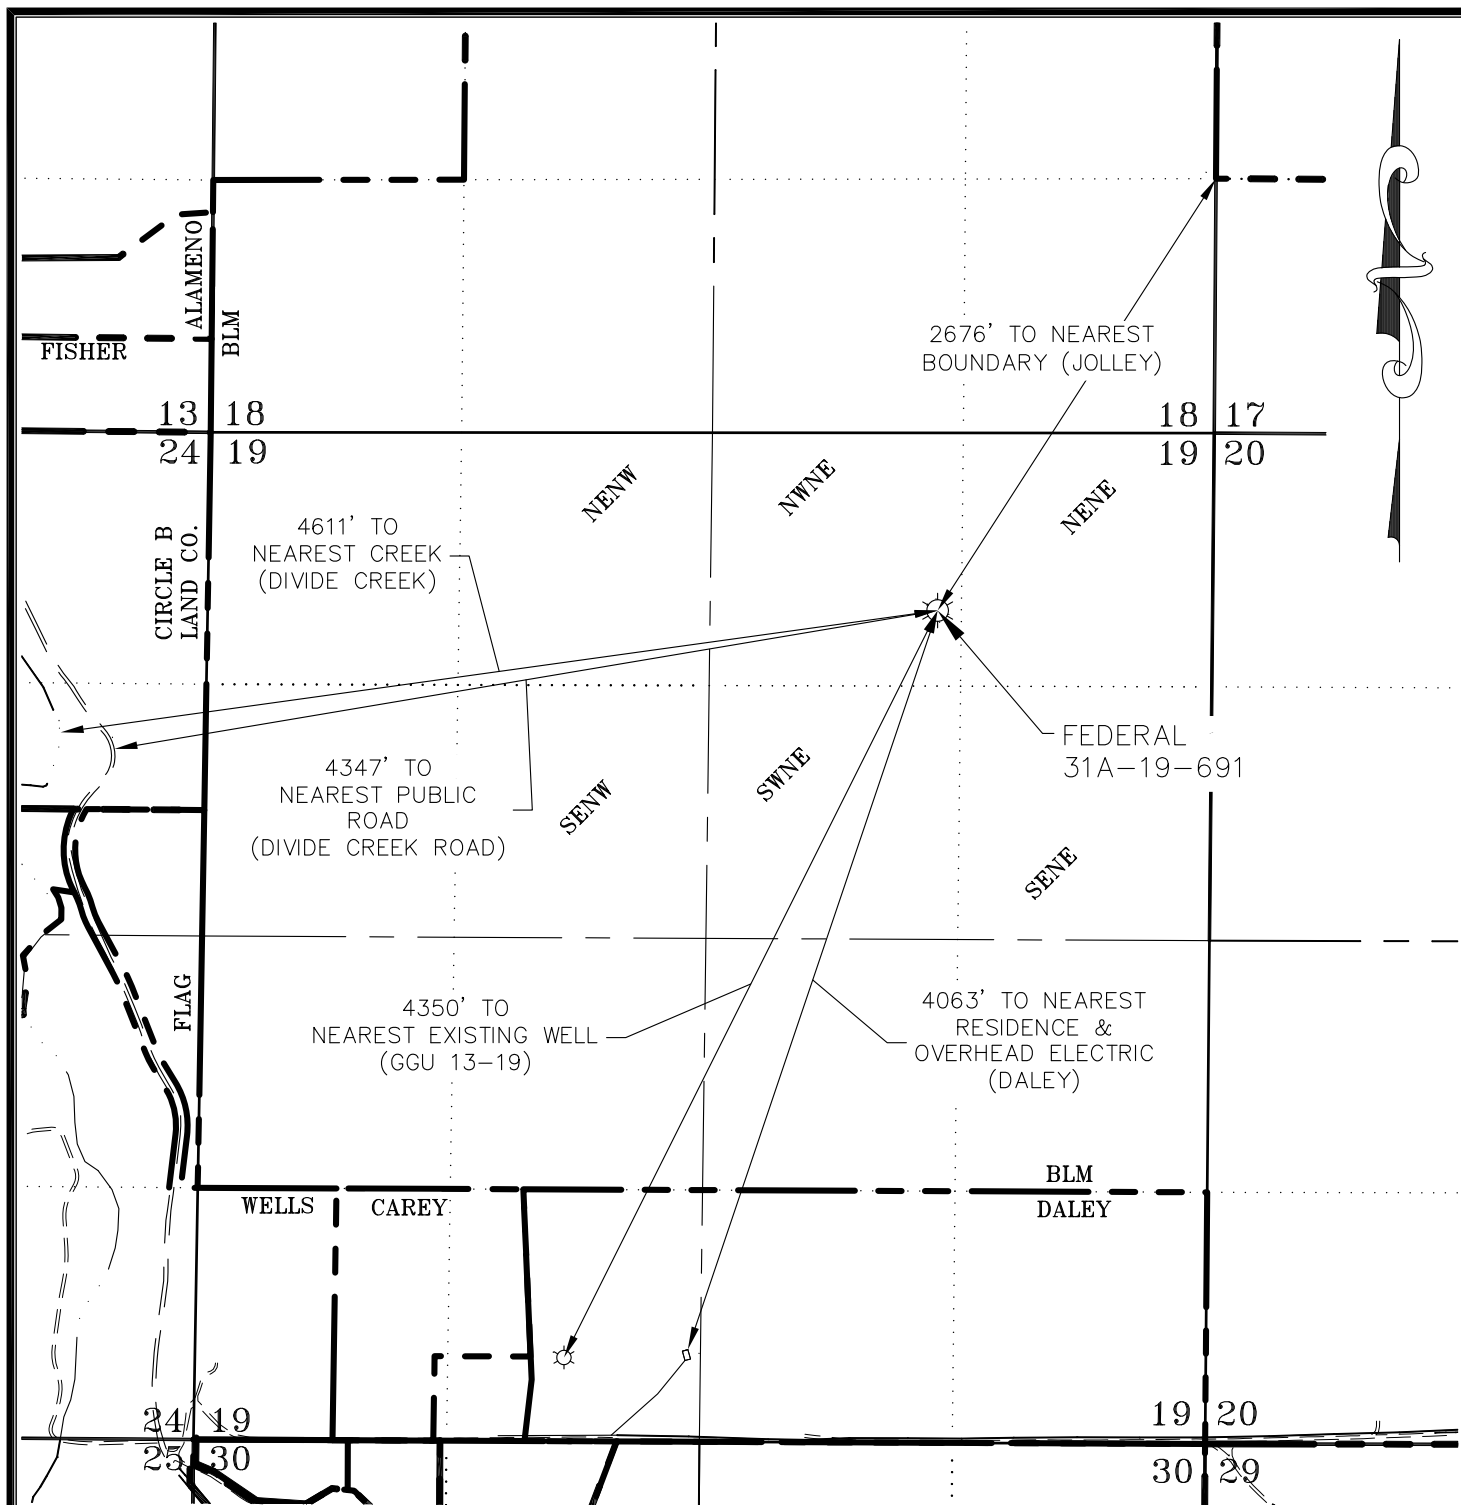 ALAMENO
BLM
FISHER
2676' TO NEAREST
BOUNDARY (JOLLEY)
13 18
24 19
18 17
19 20
NENW
NWNE
NENE
CIRCLE B
LAND CO.
4611' TO
NEAREST CREEK
(DIVIDE CREEK)
FEDERAL
31A-19-691
4347' TO
NEAREST PUBLIC
ROAD
(DIVIDE CREEK ROAD)
SENW
SWNE
SENE
FLAG
4350' TO
NEAREST EXISTING WELL
(GGU 13-19)
4063' TO NEAREST
RESIDENCE &
OVERHEAD ELECTRIC
(DALEY)
BLM
WELLS
CAREY
DALEY
24 19
25 30
19 20
30 29